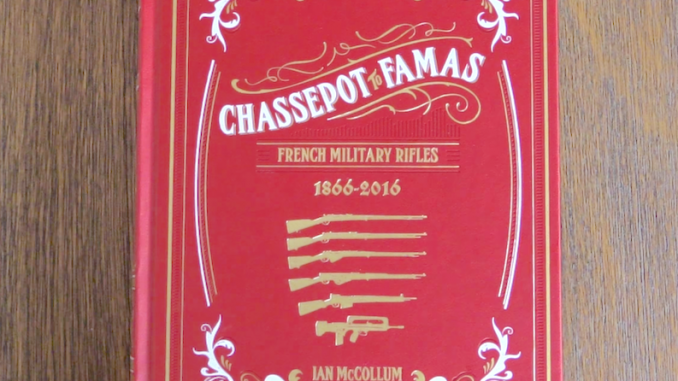 CHASSEPOT TO FAMAS
FRENCH MILITARY RIFLES
1866-2016
IAN McCOLLUM